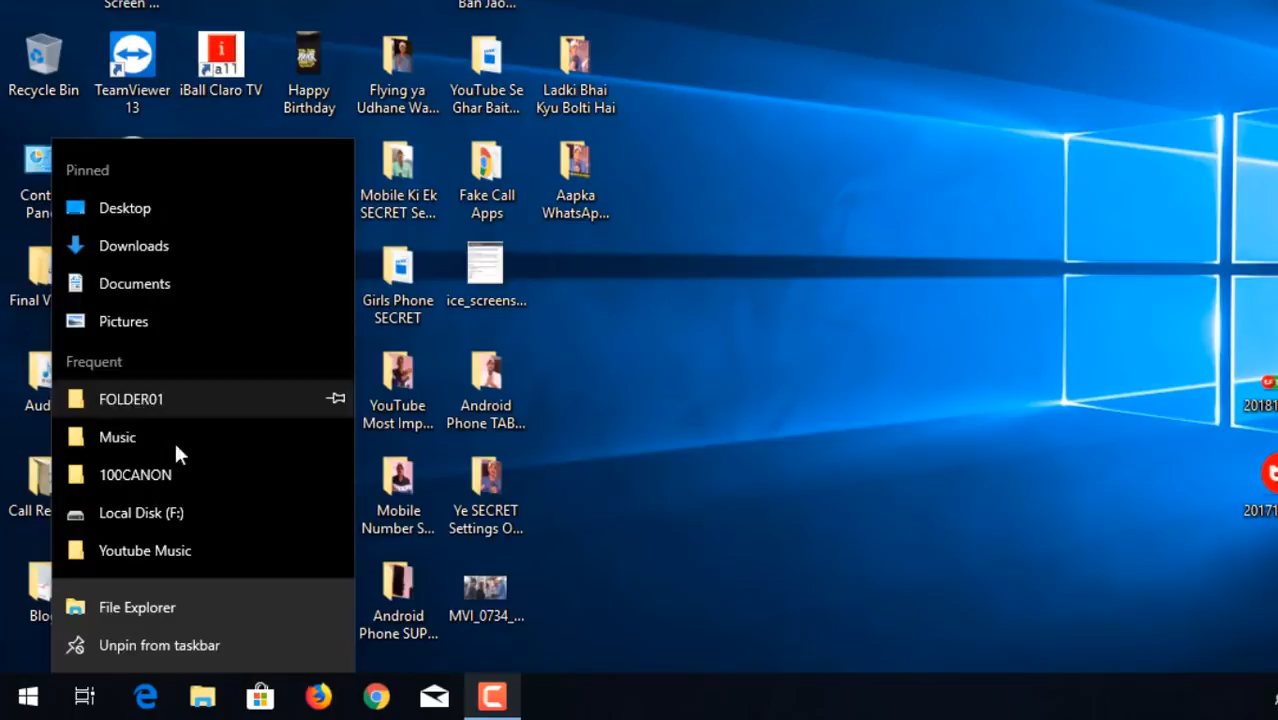 Screen ...
Ban Jao...
Recycle Bin
TeamViewer
13
iBall Claro TV
Happy
Birthday
Flying ya
Udhane Wa...
YouTube Se
Ghar Bait...
Ladki Bhai
Kyu Bolti Hai
Cont
Pan
Mobile Ki Ek
SECRET Se...
Fake Call
Apps
Aapka
WhatsAp...
Final V
Girls Phone
SECRET
ice_screens...
Aud
YouTube
Most Imp...
Android
Phone TAB...
20181
Call Re
Mobile
Number S...
Ye SECRET
Settings O...
20171
Blo
Android
Phone SUP...
MVI_0734_...
Pinned
Desktop
Downloads
Documents
Pictures
Frequent
FOLDER01
Music
100CANON
Local Disk (F:)
Youtube Music
File Explorer
Unpin from taskbar